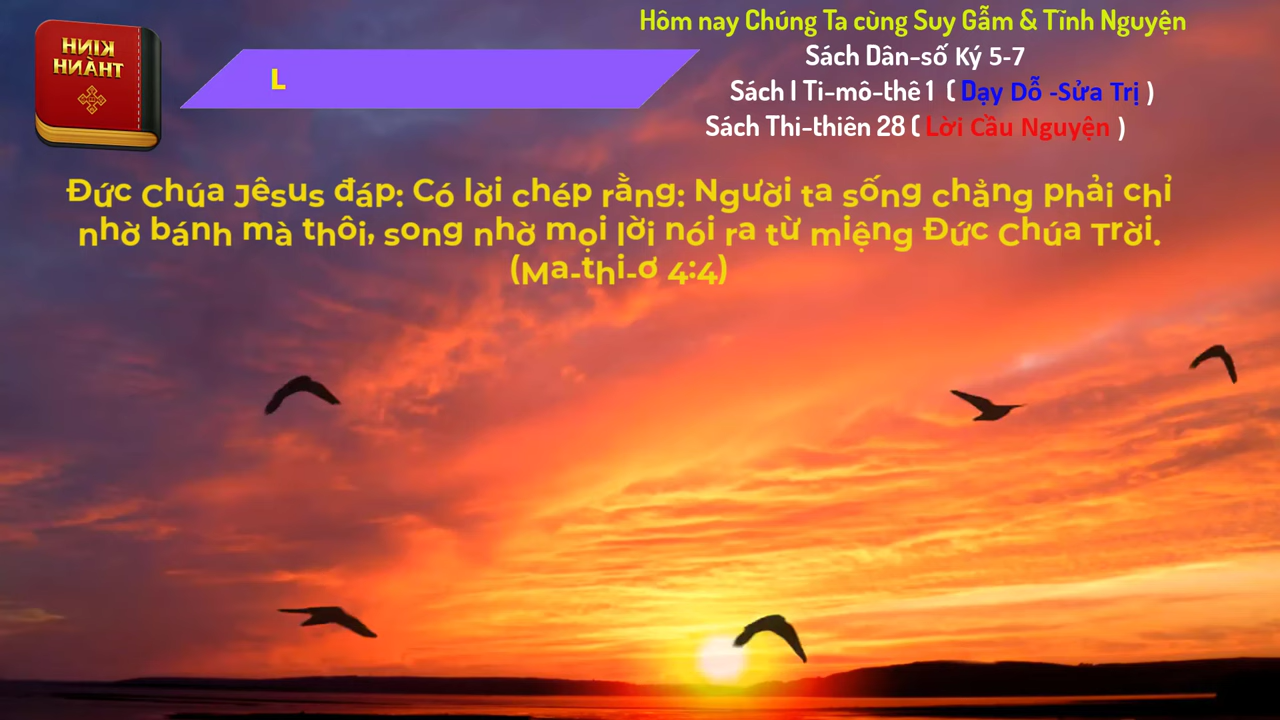 KINH
THÀNH
L
Hôm nay Chúng Ta cùng Suy Gẫm & Tĩnh Nguyện
Sách Dân-số Ký 5-7
Sách I Ti-mô-thê 1 ( Dạy Dỗ -Sửa Trị )
Sách Thi-thiên 28 ( Lời Cầu Nguyện )
Đức Chúa Jêsus đáp: Có lời chép rằng: Người ta sống chẳng phải chỉ
nhờ bánh mà thôi, song nhờ mọi lời nói ra từ miệng Đức Chúa Trời.
(Ma-thi-ơ 4:4)